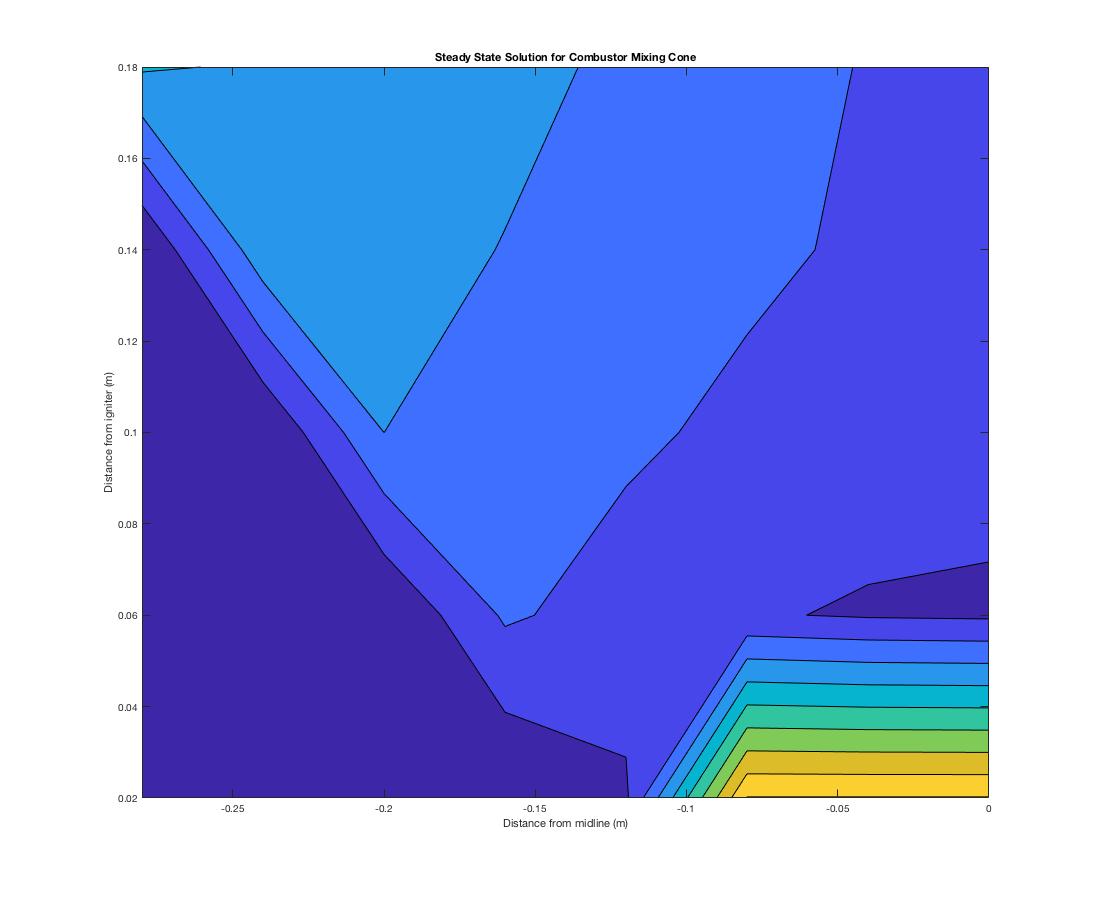 Steady State Solution for Combustor Mixing Cone
0.18
0.16
0.14
0.12
0.1
0.08
0.06
0.04
0.02
Distance from igniter (m)
-0.25 -0.2 -0.15 -0.1 -0.05 0
Distance from midline (m)